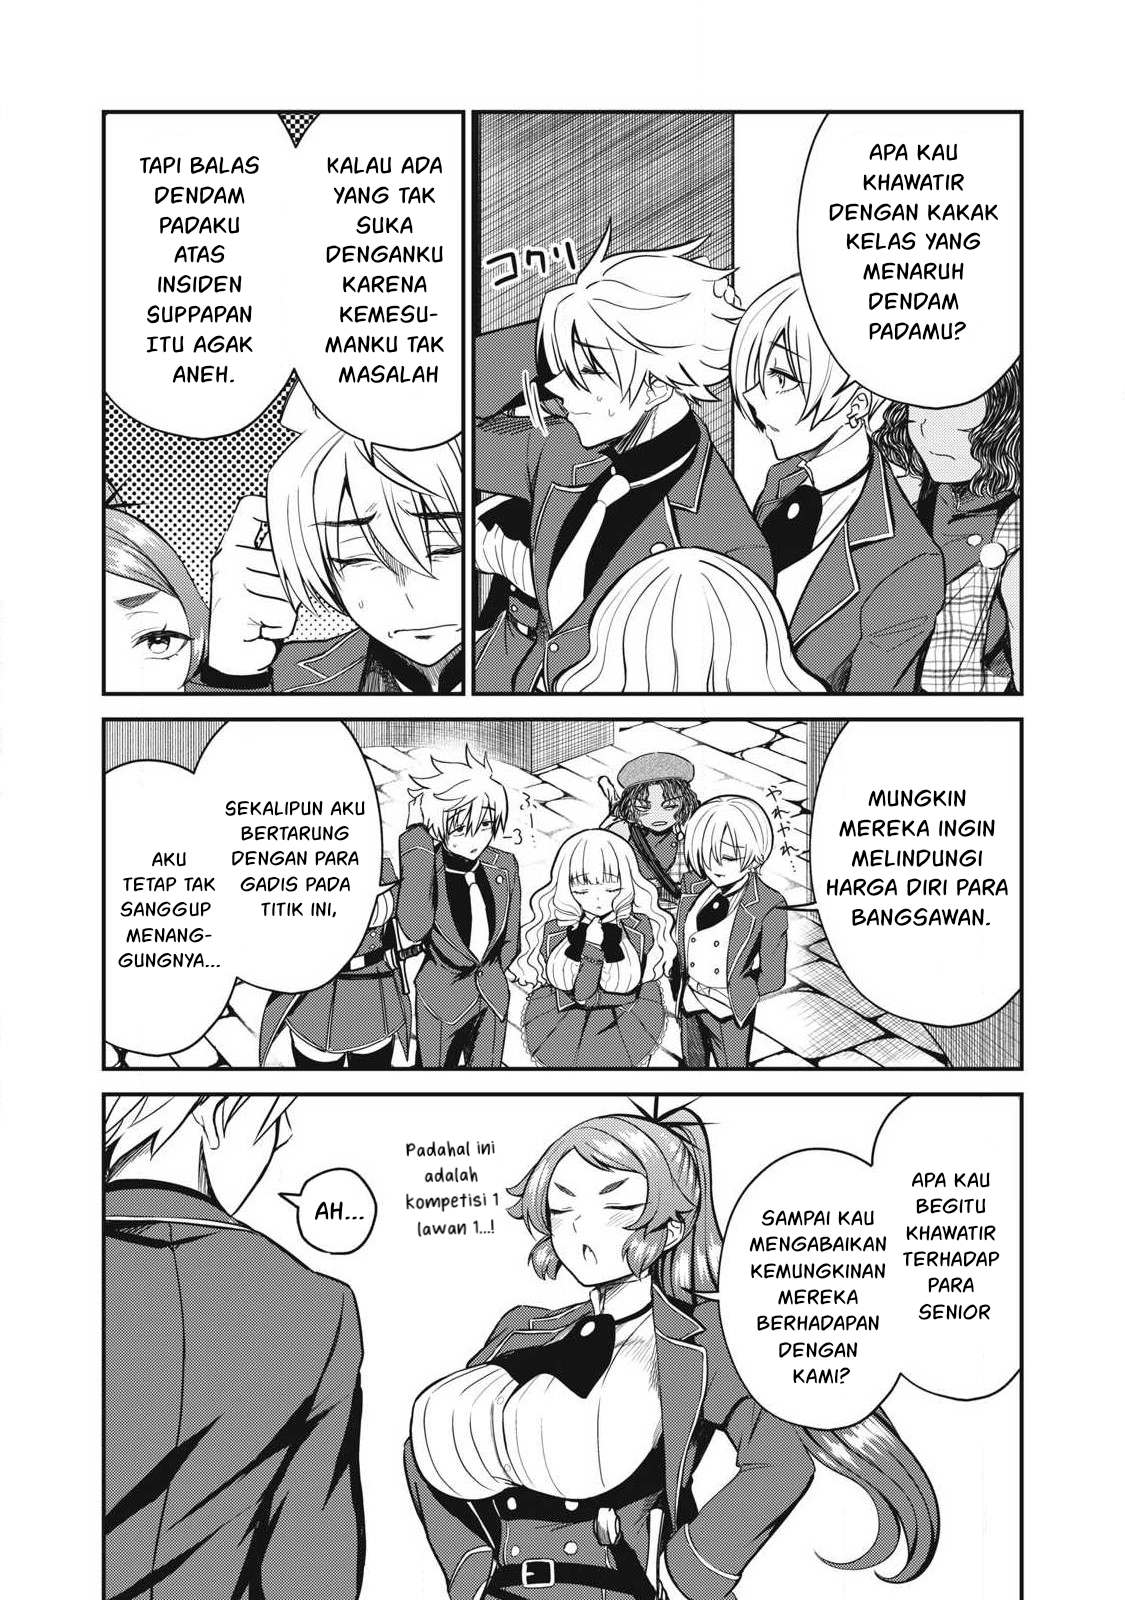 APA KAU
KHAWATIR
DENGAN KAKAK
KELAS YANG
MENARUH
DENDAM
PADAMU?
コクリ
KALAU ADA
YANG TAK
SUKA
DENGANKU
KARENA
KEMESU-
MANKU TAK
MASALAH
TAPI BALAS
DENDAM
PADAKU
ATAS
INSIDEN
SUPPAPAN
ITU AGAK
ANEH.
MUNGKIN
MEREKA INGIN
MELINDUNGI
HARGA DIRI PARA
BANGSAWAN.
やれやれ…
SEKALIPUN AKU
BERTARUNG
DENGAN PARA
GADIS PADA
TITIK INI,
AKU
TETAP TAK
SANGGUP
MENANG-
GUNGNYA...
APA KAU
BEGITU
KHAWATIR
TERHADAP
PARA
SENIOR
SAMPAI KAU
MENGABAIKAN
KEMUNGKINAN
MEREKA
BERHADAPAN
DENGAN
KAMI?
Padahal ini
adalah
kompetisi 1
lawan 1...!
AH...